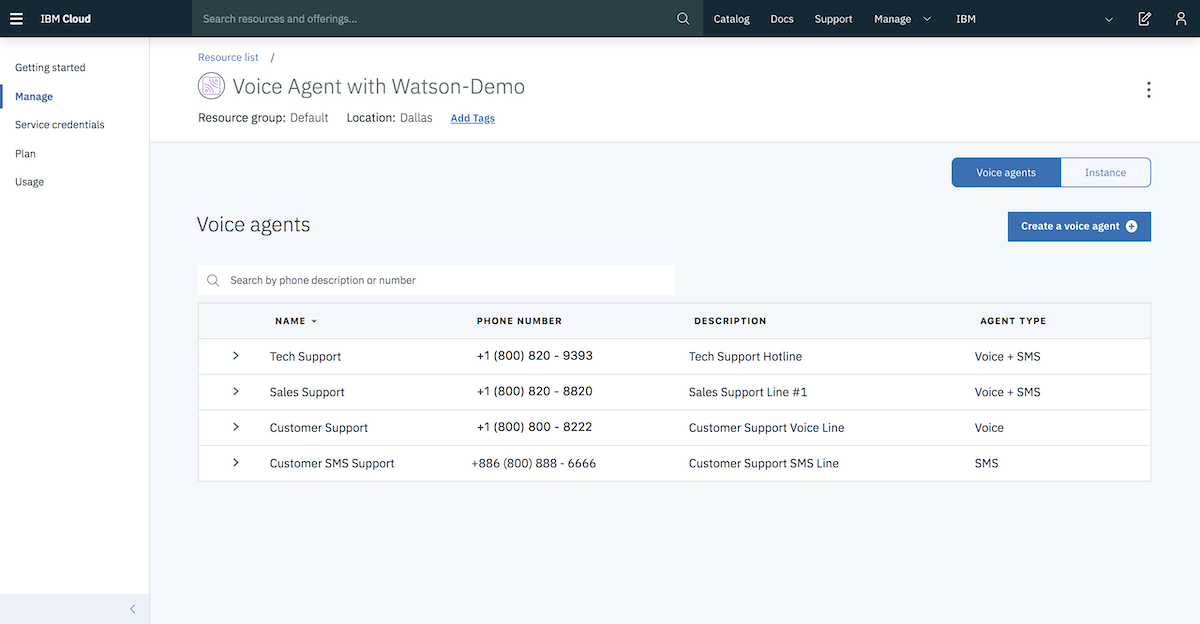 IBM Cloud
Search resources and offerings...
Catalog
Docs
Support
Manage
IBM
Getting started
Manage
Service credentials
Plan
Usage
Resource list /
Voice Agent with Watson-Demo
Resource group: Default Location: Dallas Add Tags
Voice agents Instance
Voice agents
Create a voice agent
Search by phone description or number
NAME PHONE NUMBER DESCRIPTION AGENT TYPE
Tech Support +1 (800) 820 - 9393 Tech Support Hotline Voice + SMS
Sales Support +1 (800) 820 - 8820 Sales Support Line #1 Voice + SMS
Customer Support +1 (800) 800 - 8222 Customer Support Voice Line Voice
Customer SMS Support +886 (800) 888 - 6666 Customer Support SMS Line SMS